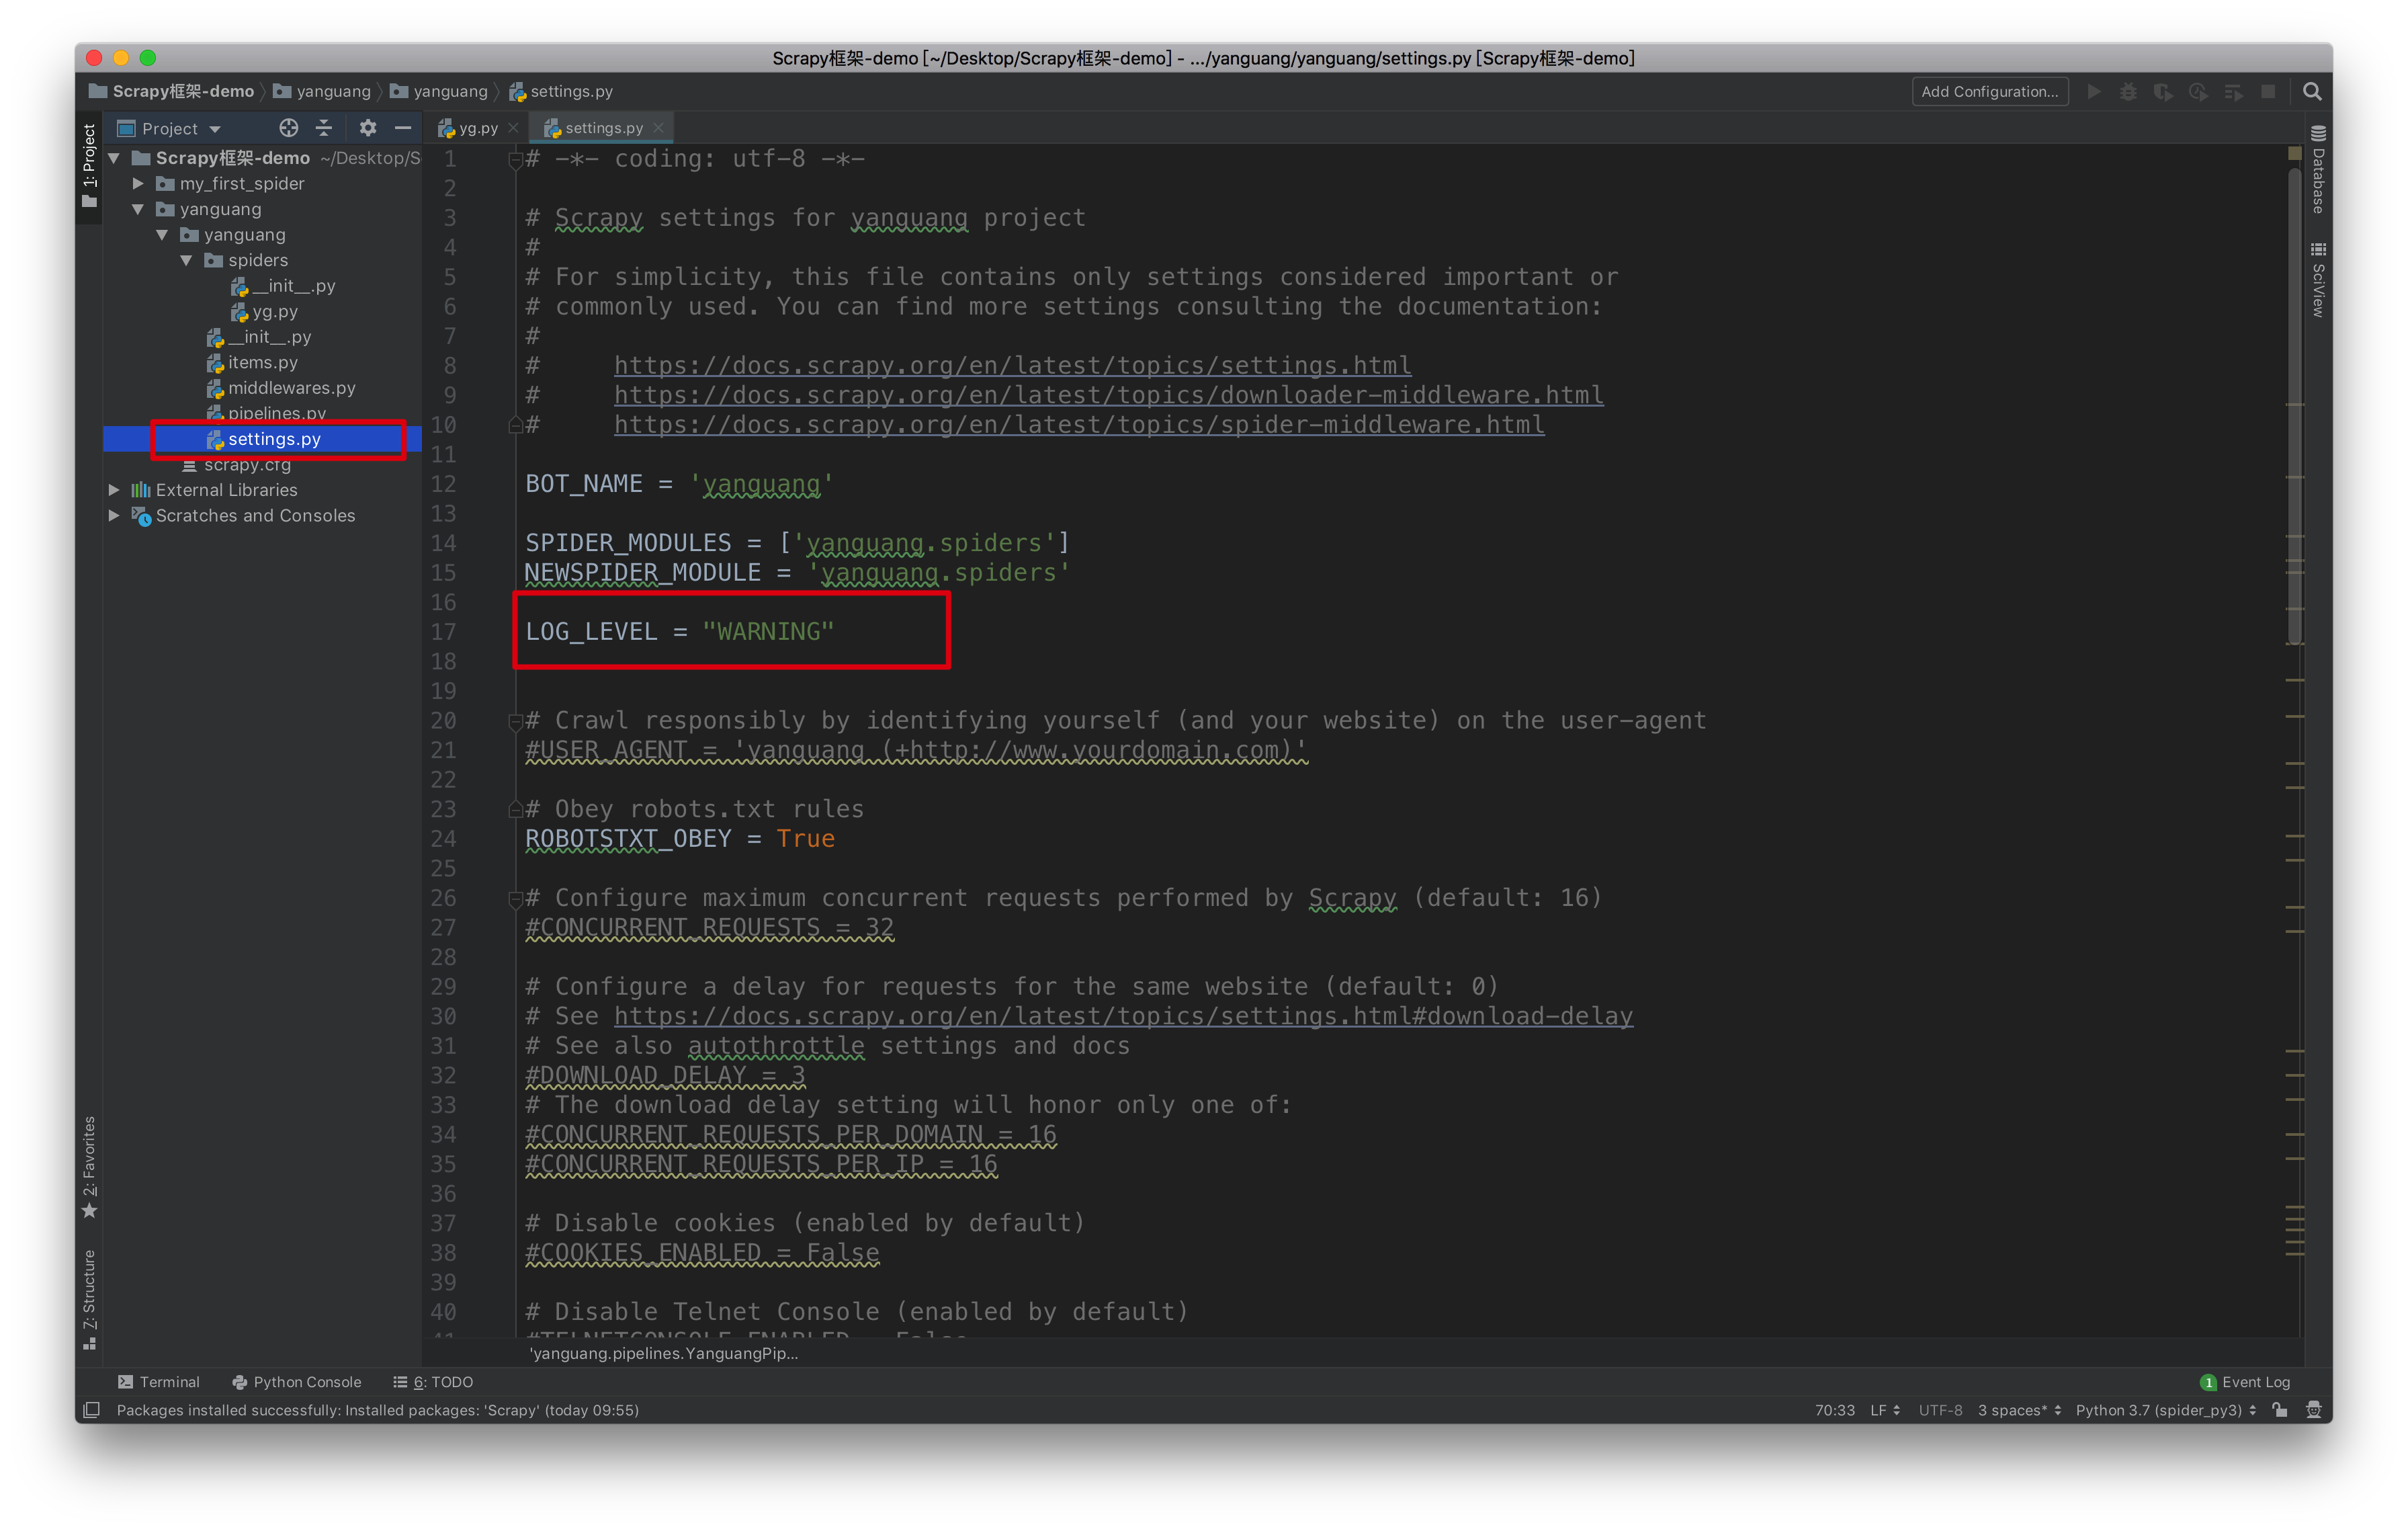 Scrapy框架-demo [~/Desktop/Scrapy框架-demo] - .../yanguang/yanguang/settings.py [Scrapy框架-demo]
Scrapy框架-demo yanguang yanguang settings.py Add Configuration...
Project yg.py settings.py
1: Project
Scrapy框架-demo ~/Desktop/S
my_first_spider
yanguang
yanguang
spiders
__init__.py
yg.py
__init__.py
items.py
middlewares.py
pipelines.py
settings.py
scrapy.cfg
External Libraries
Scratches and Consoles
2: Favorites
7: Structure
1 # -*- coding: utf-8 -*-
2
3 # Scrapy settings for yanguang project
4 #
5 # For simplicity, this file contains only settings considered important or
6 # commonly used. You can find more settings consulting the documentation:
7 #
8 #     https://docs.scrapy.org/en/latest/topics/settings.html
9 #     https://docs.scrapy.org/en/latest/topics/downloader-middleware.html
10 #     https://docs.scrapy.org/en/latest/topics/spider-middleware.html
11
12 BOT_NAME = 'yanguang'
13
14 SPIDER_MODULES = ['yanguang.spiders']
15 NEWSPIDER_MODULE = 'yanguang.spiders'
16
17 LOG_LEVEL = "WARNING"
18
19
20 # Crawl responsibly by identifying yourself (and your website) on the user-agent
21 #USER_AGENT = 'yanguang (+http://www.yourdomain.com)'
22
23 # Obey robots.txt rules
24 ROBOTSTXT_OBEY = True
25
26 # Configure maximum concurrent requests performed by Scrapy (default: 16)
27 #CONCURRENT_REQUESTS = 32
28
29 # Configure a delay for requests for the same website (default: 0)
30 # See https://docs.scrapy.org/en/latest/topics/settings.html#download-delay
31 # See also autothrottle settings and docs
32 #DOWNLOAD_DELAY = 3
33 # The download delay setting will honor only one of:
34 #CONCURRENT_REQUESTS_PER_DOMAIN = 16
35 #CONCURRENT_REQUESTS_PER_IP = 16
36
37 # Disable cookies (enabled by default)
38 #COOKIES_ENABLED = False
39
40 # Disable Telnet Console (enabled by default)
41 #TELNETCONSOLE_ENABLED = False
'yanguang.pipelines.YanguangPip...
Database
SciView
Terminal Python Console 6: TODO 1 Event Log
Packages installed successfully: Installed packages: 'Scrapy' (today 09:55) 70:33 LF UTF-8 3 spaces* Python 3.7 (spider_py3)